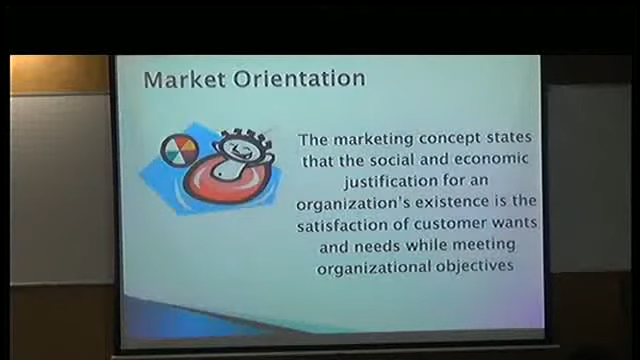 Market Orientation
The marketing concept states
that the social and economic
justification for an
organization's existence is the
satisfaction of customer wants
and needs while meeting
organizational objectives